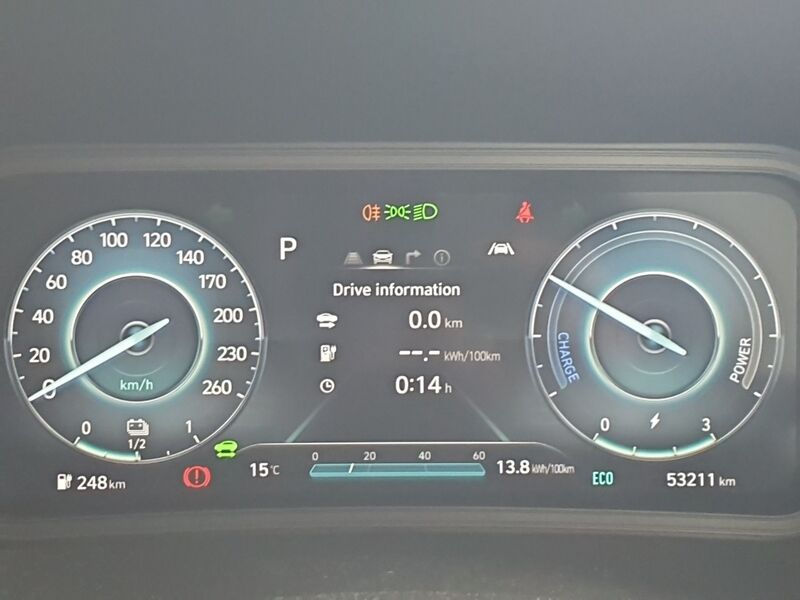 100 120
80 140
60 170
40 200
20 230
0 260
km/h
0 1/2 1
248 km
P
Drive information
0.0 km
--.- kWh/100km
0:14 h
15°C
0 20 40 60
13.8 kWh/100km
CHARGE
POWER
0 3
ECO
53211 km